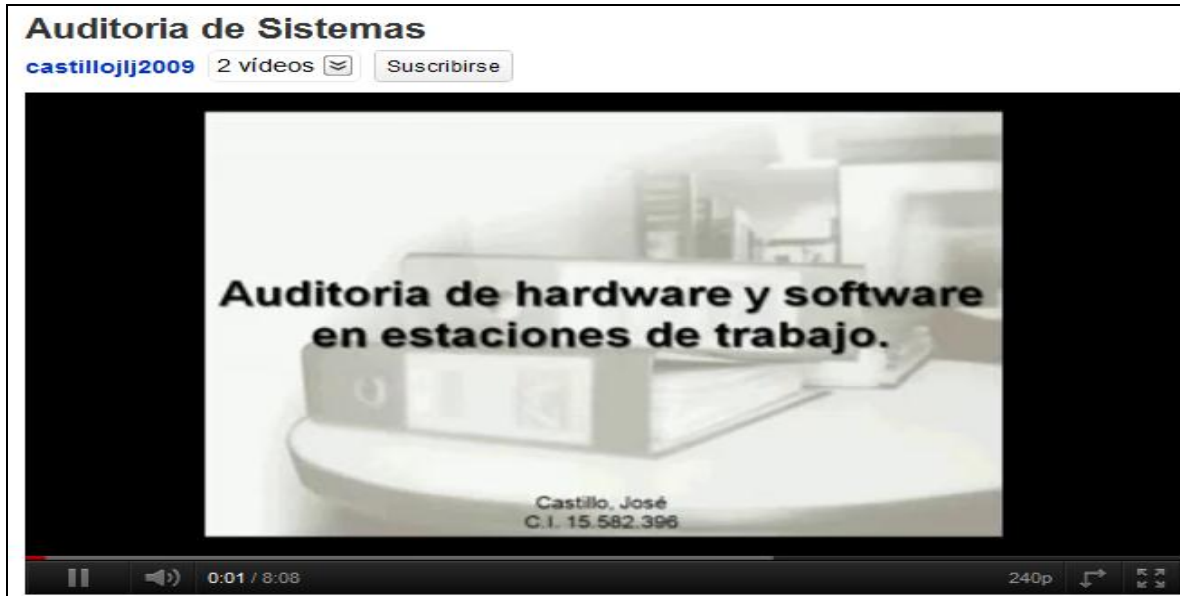 Auditoria de Sistemas
castillojlj2009 2 vídeos Suscribirse
Auditoria de hardware y software
en estaciones de trabajo.
Castillo, José
C.I. 15.582.396
0:01 / 8:08 240p